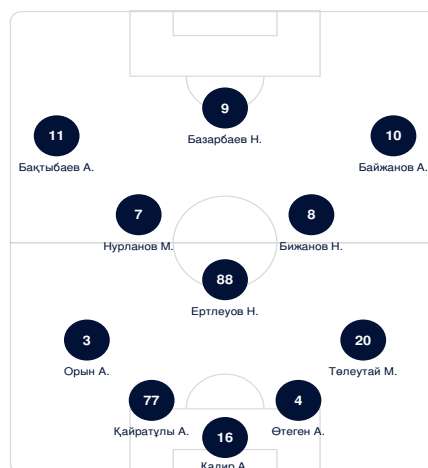 9
Базарбаев Н.
11
Бақтыбаев А.
10
Байжанов А.
7
Нурланов М.
8
Бижанов Н.
88
Ертлеуов Н.
3
Орын А.
20
Төлеутай М.
77
Қайратұлы А.
4
Өтеген А.
16
Кадир А.